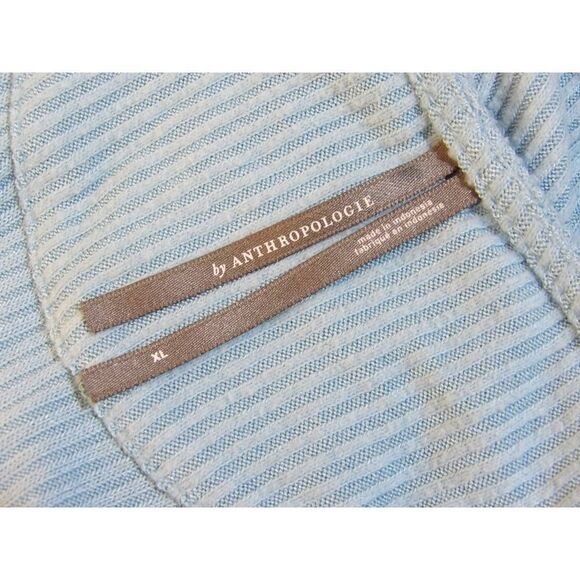 by ANTHROPOLOGIE
made in indonesia
fabriqué en indonésie
XL